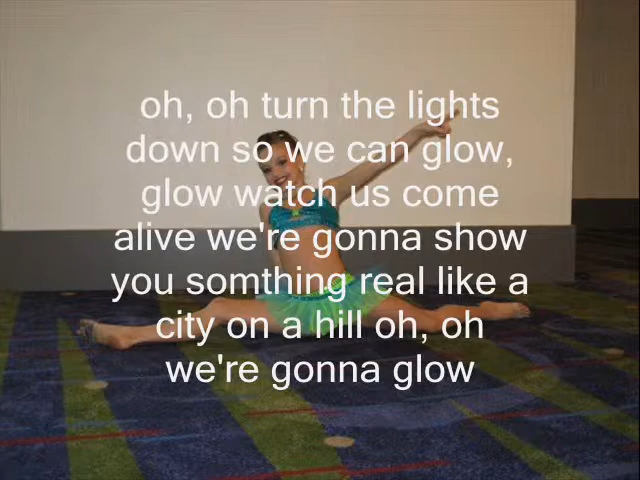 oh, oh turn the lights
down so we can glow,
glow watch us come
alive we're gonna show
you somthing real like a
city on a hill oh, oh
we're gonna glow